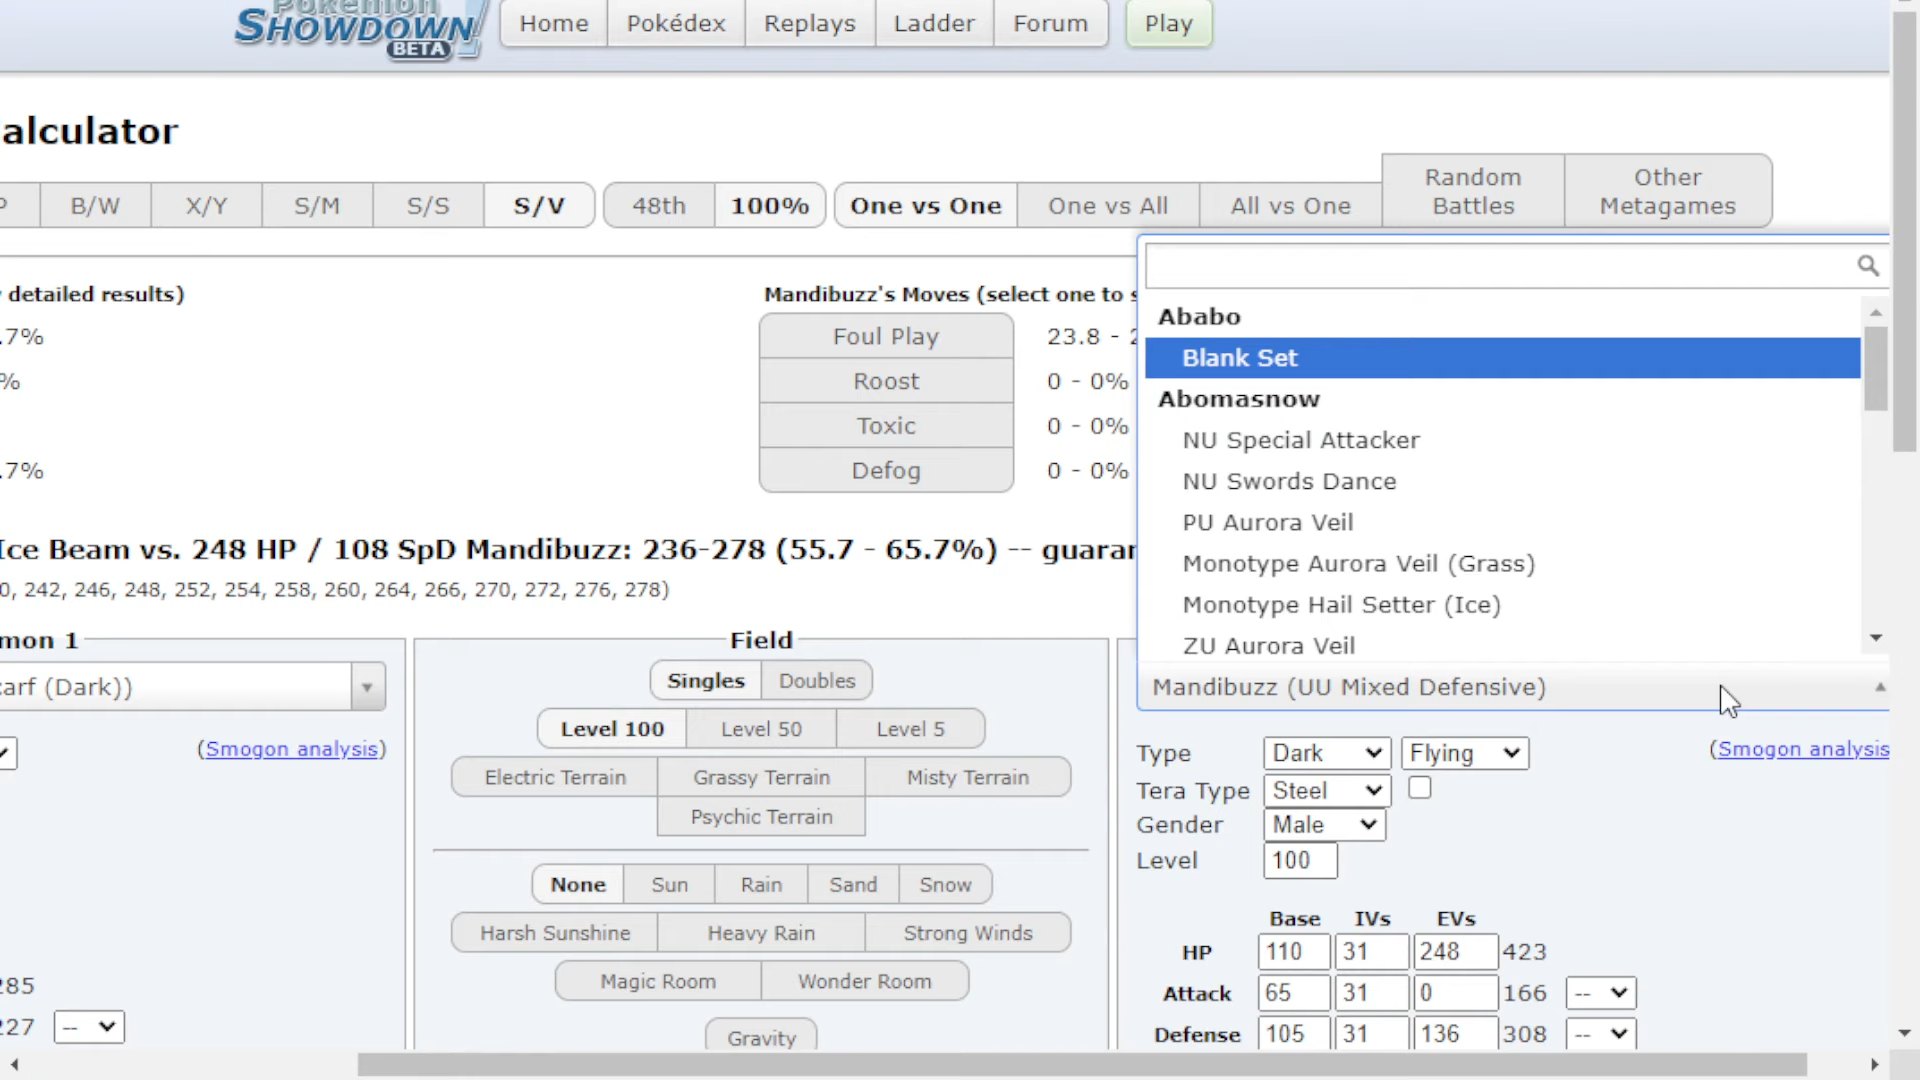 Pokémon
SHOWDOWN
BETA
Home Pokédex Replays Ladder Forum Play
alculator
P B/W X/Y S/M S/S S/V 48th 100% One vs One One vs All All vs One Random Battles Other Metagames
detailed results)
Mandibuzz's Moves (select one to s
.7% Foul Play 23.8 - 2
% Roost 0 - 0%
Toxic 0 - 0%
.7% Defog 0 - 0%
Ababo
Blank Set
Abomasnow
NU Special Attacker
NU Swords Dance
PU Aurora Veil
Monotype Aurora Veil (Grass)
Monotype Hail Setter (Ice)
ZU Aurora Veil
Mandibuzz (UU Mixed Defensive)
Ice Beam vs. 248 HP / 108 SpD Mandibuzz: 236-278 (55.7 - 65.7%) -- guaran
0, 242, 246, 248, 252, 254, 258, 260, 264, 266, 270, 272, 276, 278)
mon 1
arf (Dark))
(Smogon analysis)
285
227 --
Field
Singles Doubles
Level 100 Level 50 Level 5
Electric Terrain Grassy Terrain Misty Terrain
Psychic Terrain
None Sun Rain Sand Snow
Harsh Sunshine Heavy Rain Strong Winds
Magic Room Wonder Room
Gravity
Type Dark Flying (Smogon analysis
Tera Type Steel
Gender Male
Level 100
Base IVs EVs
HP 110 31 248 423
Attack 65 31 0 166 --
Defense 105 31 136 308 --